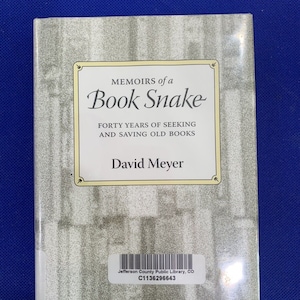 MEMOIRS of a
Book Snake
FORTY YEARS OF SEEKING
AND SAVING OLD BOOKS
David Meyer
Jefferson County Public Library, CO
C1136296643